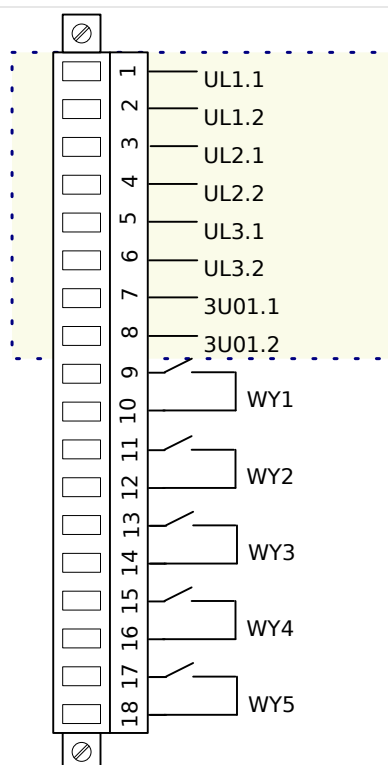 1 UL1.1
2 UL1.2
3 UL2.1
4 UL2.2
5 UL3.1
6 UL3.2
7 3U01.1
8 3U01.2
9
10 WY1
11
12 WY2
13
14 WY3
15
16 WY4
17
18 WY5